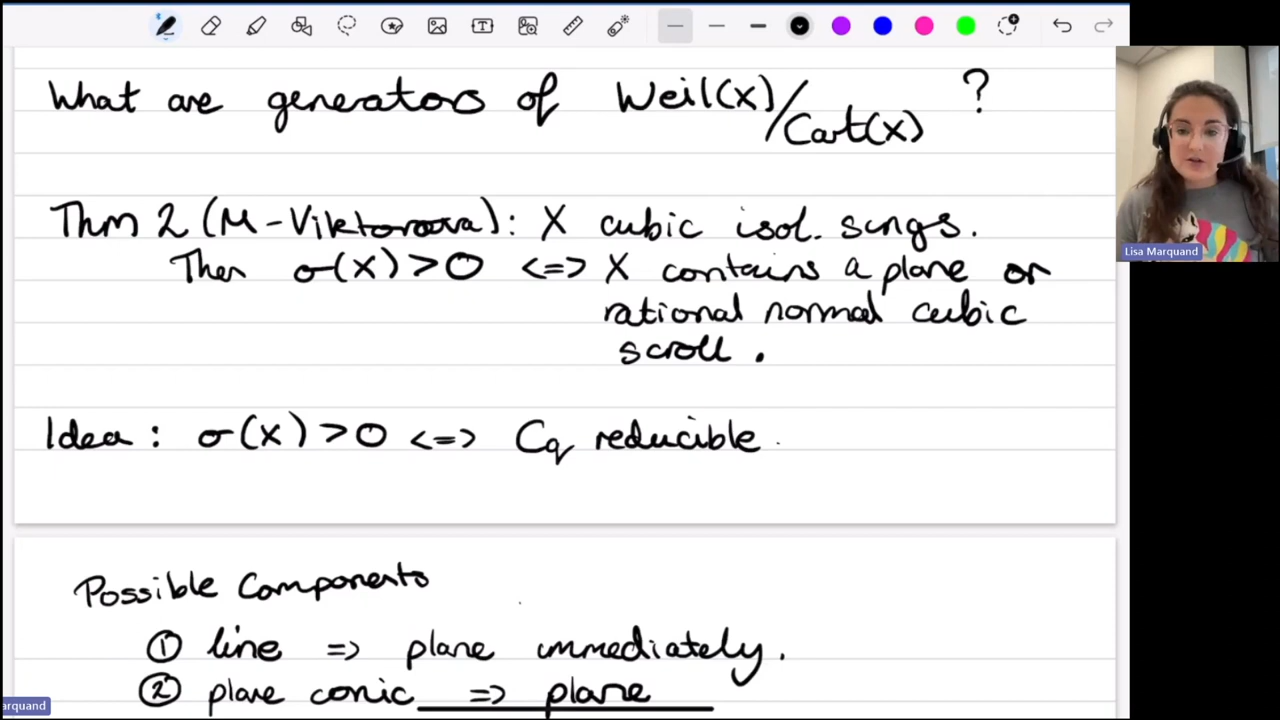 What are generators of Weil(X)/Cart(X) ?
Thm 2 (M-Viktorova): X cubic isol. sings.
Then σ(X) > 0 <=> X contains a plane or
rational normal cubic
scroll.
Idea: σ(X) > 0 <=> Cq reducible.
Possible Components
① line => plane immediately.
② plane conic => plane
Lisa Marquand
arquand